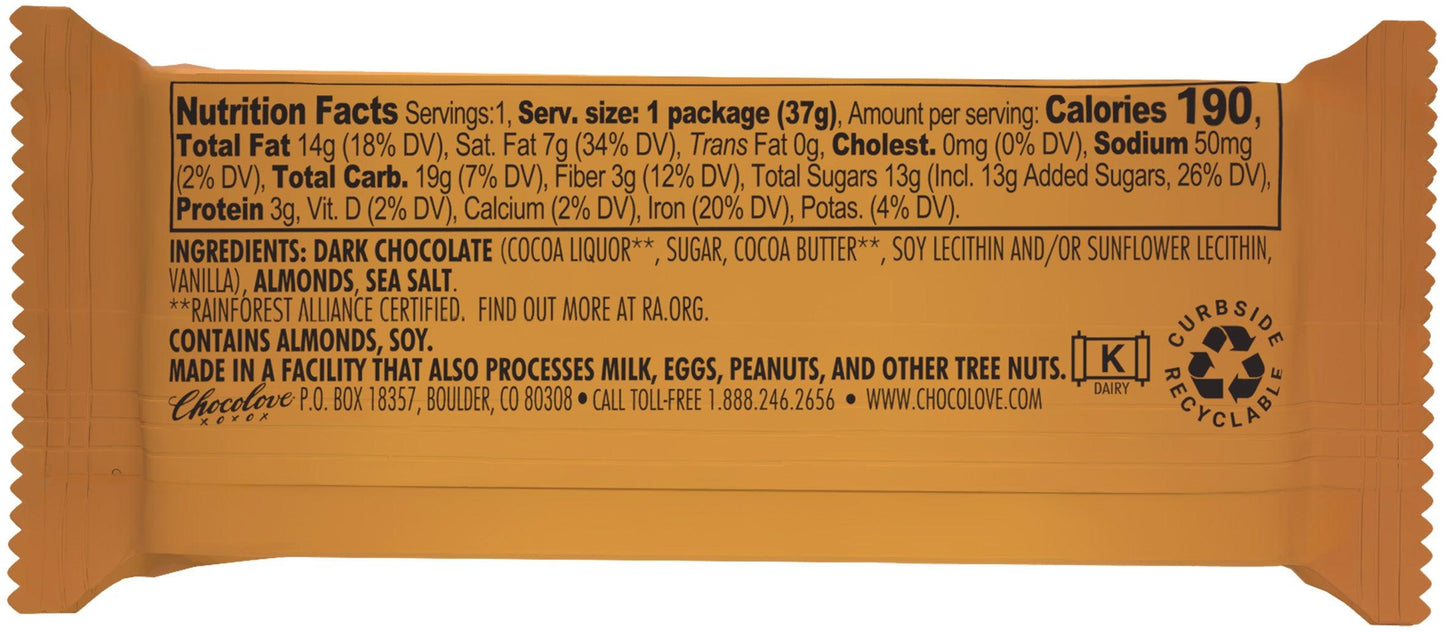 Nutrition Facts Servings:1, Serv. size: 1 package (37g), Amount per serving: Calories 190,
Total Fat 14g (18% DV), Sat. Fat 7g (34% DV), Trans Fat 0g, Cholest. 0mg (0% DV), Sodium 50mg
(2% DV), Total Carb. 19g (7% DV), Fiber 3g (12% DV), Total Sugars 13g (Incl. 13g Added Sugars, 26% DV),
Protein 3g, Vit. D (2% DV), Calcium (2% DV), Iron (20% DV), Potas. (4% DV).
INGREDIENTS: DARK CHOCOLATE (COCOA LIQUOR**, SUGAR, COCOA BUTTER**, SOY LECITHIN AND/OR SUNFLOWER LECITHIN,
VANILLA), ALMONDS, SEA SALT.
**RAINFOREST ALLIANCE CERTIFIED. FIND OUT MORE AT RA.ORG.
CONTAINS ALMONDS, SOY.
MADE IN A FACILITY THAT ALSO PROCESSES MILK, EGGS, PEANUTS, AND OTHER TREE NUTS.
Chocolove P.O. BOX 18357, BOULDER, CO 80308 • CALL TOLL-FREE 1.888.246.2656 • WWW.CHOCOLOVE.COM
XOXOX
K
DAIRY
CURBSIDE
RECYCLABLE